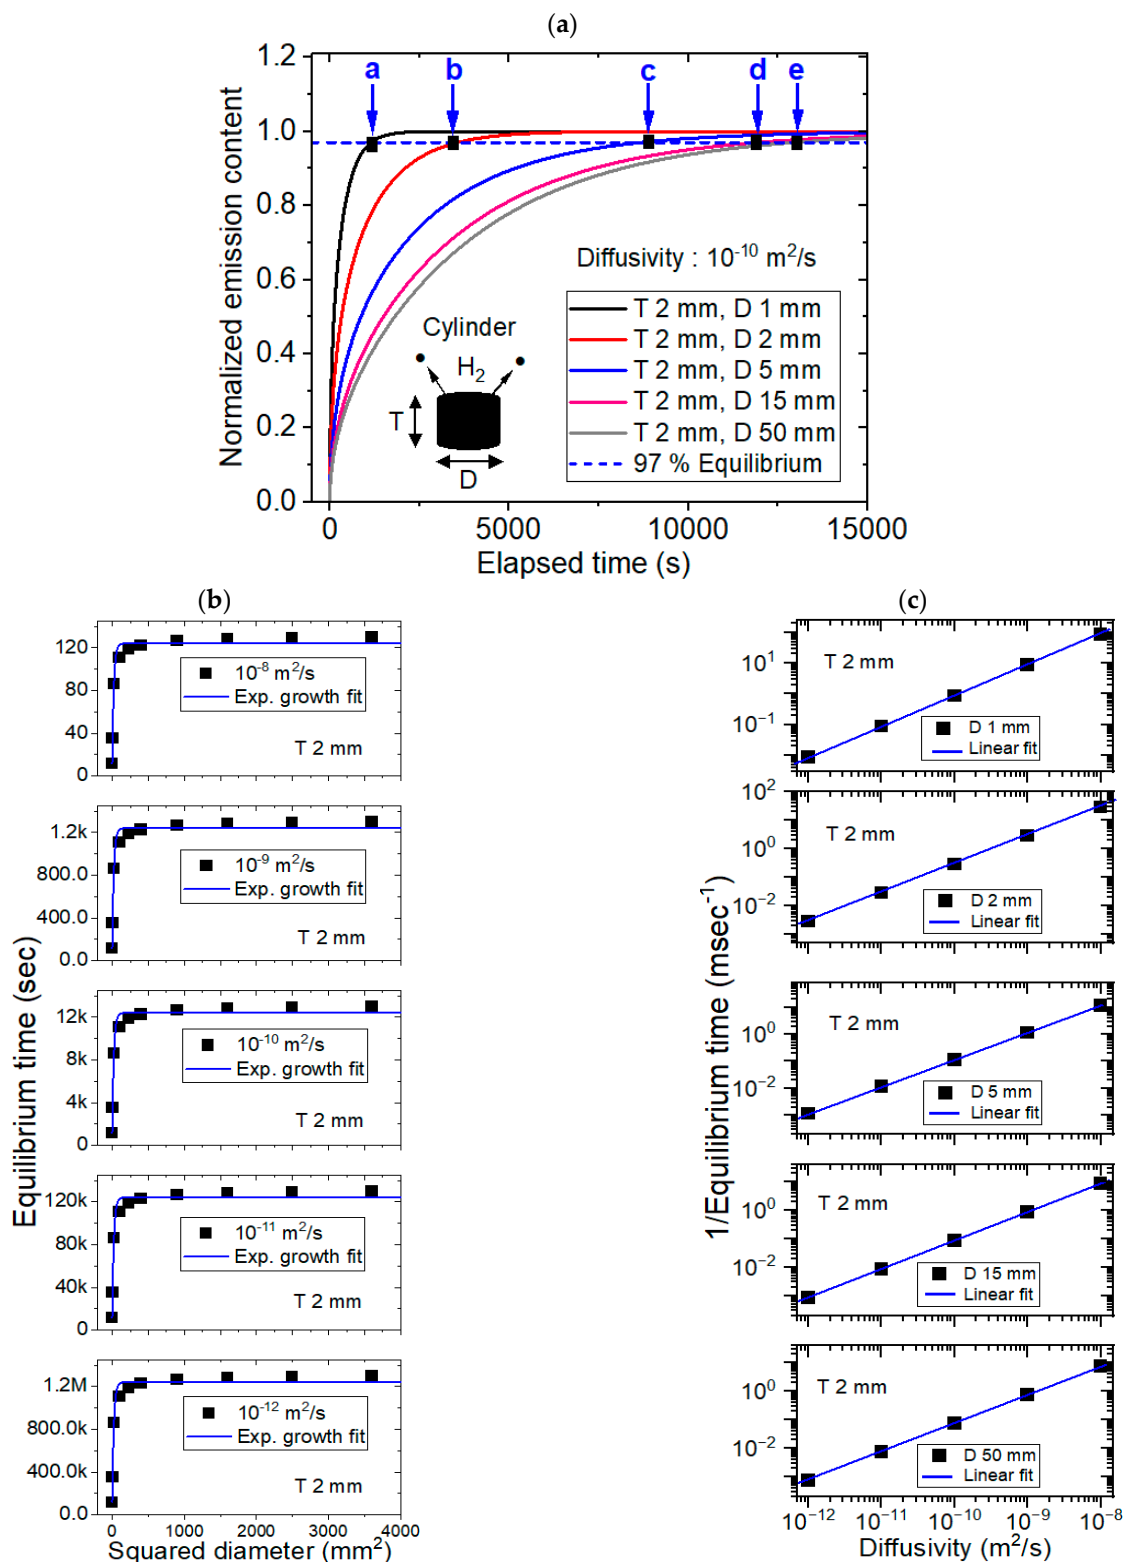 (a)
1.2
1.0
0.8
0.6
0.4
0.2
0.0
Normalized emission content
a b c d e
Diffusivity : 10⁻¹⁰ m²/s
T 2 mm, D 1 mm
T 2 mm, D 2 mm
T 2 mm, D 5 mm
T 2 mm, D 15 mm
T 2 mm, D 50 mm
97 % Equilibrium
Cylinder
H₂
T
D
0 5000 10000 15000
Elapsed time (s)
(b)
Equilibrium time (sec)
120
80
40
0
10⁻⁸ m²/s
Exp. growth fit
T 2 mm
1.2k
800.0
400.0
0.0
10⁻⁹ m²/s
Exp. growth fit
T 2 mm
12k
8k
4k
0
10⁻¹⁰ m²/s
Exp. growth fit
T 2 mm
120k
80k
40k
0
10⁻¹¹ m²/s
Exp. growth fit
T 2 mm
1.2M
800.0k
400.0k
0.0
10⁻¹² m²/s
Exp. growth fit
T 2 mm
0 1000 2000 3000 4000
Squared diameter (mm²)
(c)
1/Equilibrium time (msec⁻¹)
10¹
10⁻¹
T 2 mm
D 1 mm
Linear fit
10²
10⁰
10⁻²
T 2 mm
D 2 mm
Linear fit
10⁰
10⁻²
T 2 mm
D 5 mm
Linear fit
10⁰
10⁻²
T 2 mm
D 15 mm
Linear fit
10⁰
10⁻²
T 2 mm
D 50 mm
Linear fit
10⁻¹² 10⁻¹¹ 10⁻¹⁰ 10⁻⁹ 10⁻⁸
Diffusivity (m²/s)